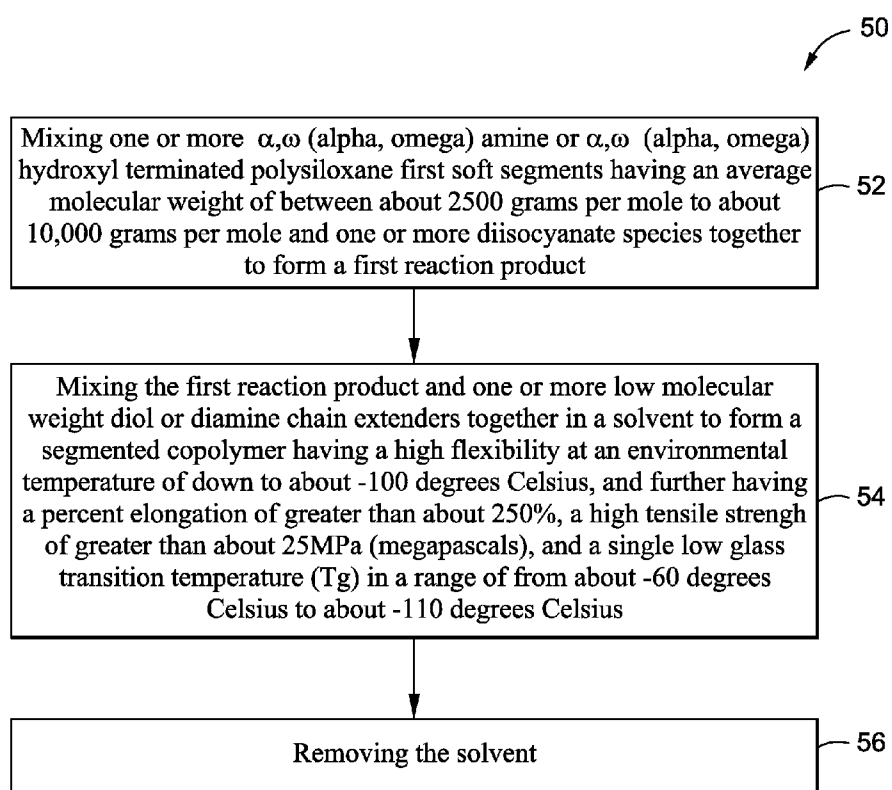 50
Mixing one or more α,ω (alpha, omega) amine or α,ω (alpha, omega)
hydroxyl terminated polysiloxane first soft segments having an average
molecular weight of between about 2500 grams per mole to about
10,000 grams per mole and one or more diisocyanate species together
to form a first reaction product
52
Mixing the first reaction product and one or more low molecular
weight diol or diamine chain extenders together in a solvent to form a
segmented copolymer having a high flexibility at an environmental
temperature of down to about -100 degrees Celsius, and further having
a percent elongation of greater than about 250%, a high tensile strengh
of greater than about 25MPa (megapascals), and a single low glass
transition temperature (Tg) in a range of from about -60 degrees
Celsius to about -110 degrees Celsius
54
Removing the solvent
56